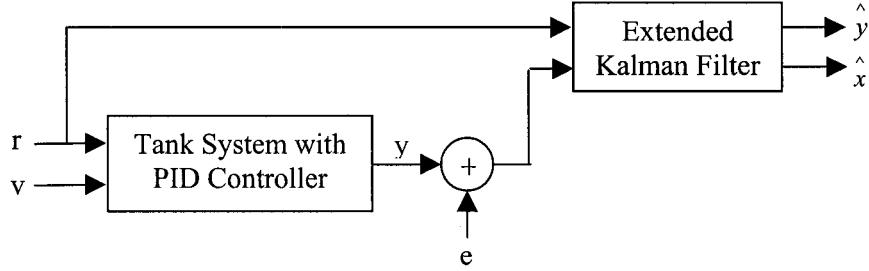 Extended
Kalman Filter
ŷ
x̂
r
v
Tank System with
PID Controller
y
+
e